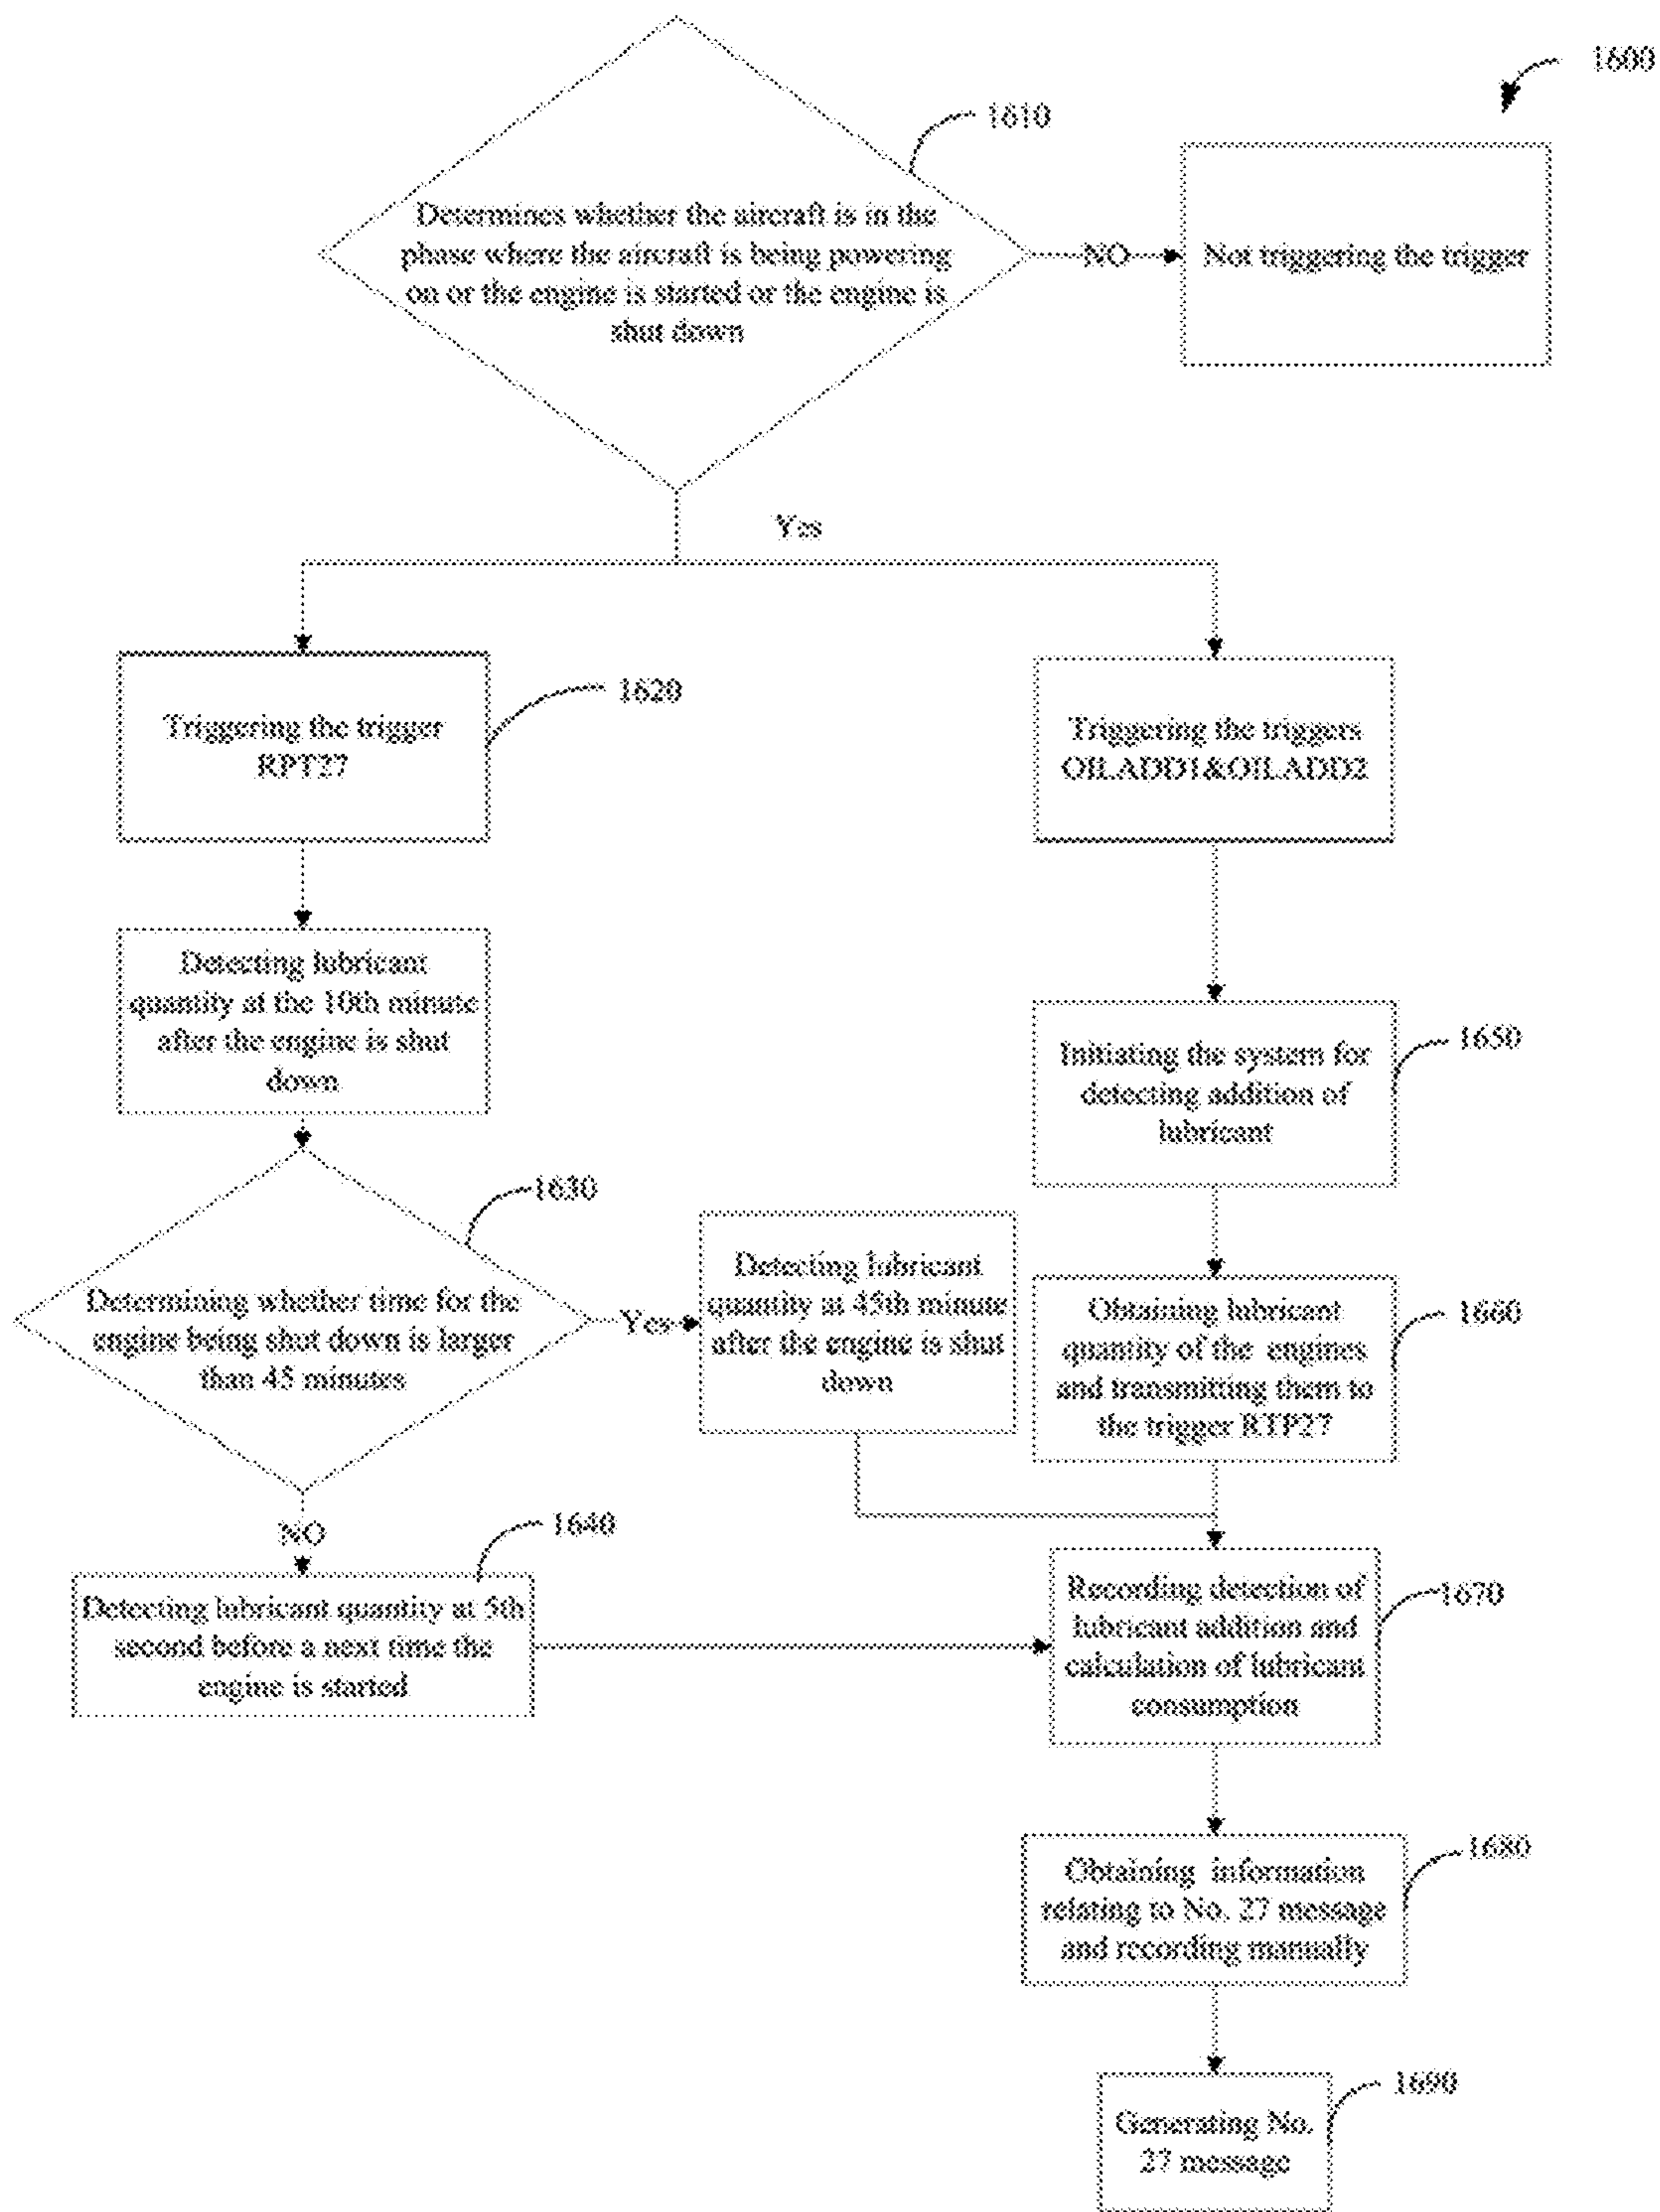 1600
1610
Determines whether the aircraft is in the
phase where the aircraft is being powering
on or the engine is started or the engine is
shut down
NO
Not triggering the trigger
Yes
Triggering the trigger
RPT27
1620
Triggering the triggers
OILADD1&OILADD2
Detecting lubricant
quantity at the 10th minute
after the engine is shut
down
Initiating the system for
detecting addition of
lubricant
1650
1630
Determining whether time for the
engine being shut down is larger
than 45 minutes
Yes
Detecting lubricant
quantity at 45th minute
after the engine is shut
down
Obtaining lubricant
quantity of the engines
and transmitting them to
the trigger RTP27
1660
NO
1640
Detecting lubricant quantity at 5th
second before a next time the
engine is started
Recording detection of
lubricant addition and
calculation of lubricant
consumption
1670
Obtaining information
relating to No. 27 message
and recording manually
1680
Generating No.
27 message
1690